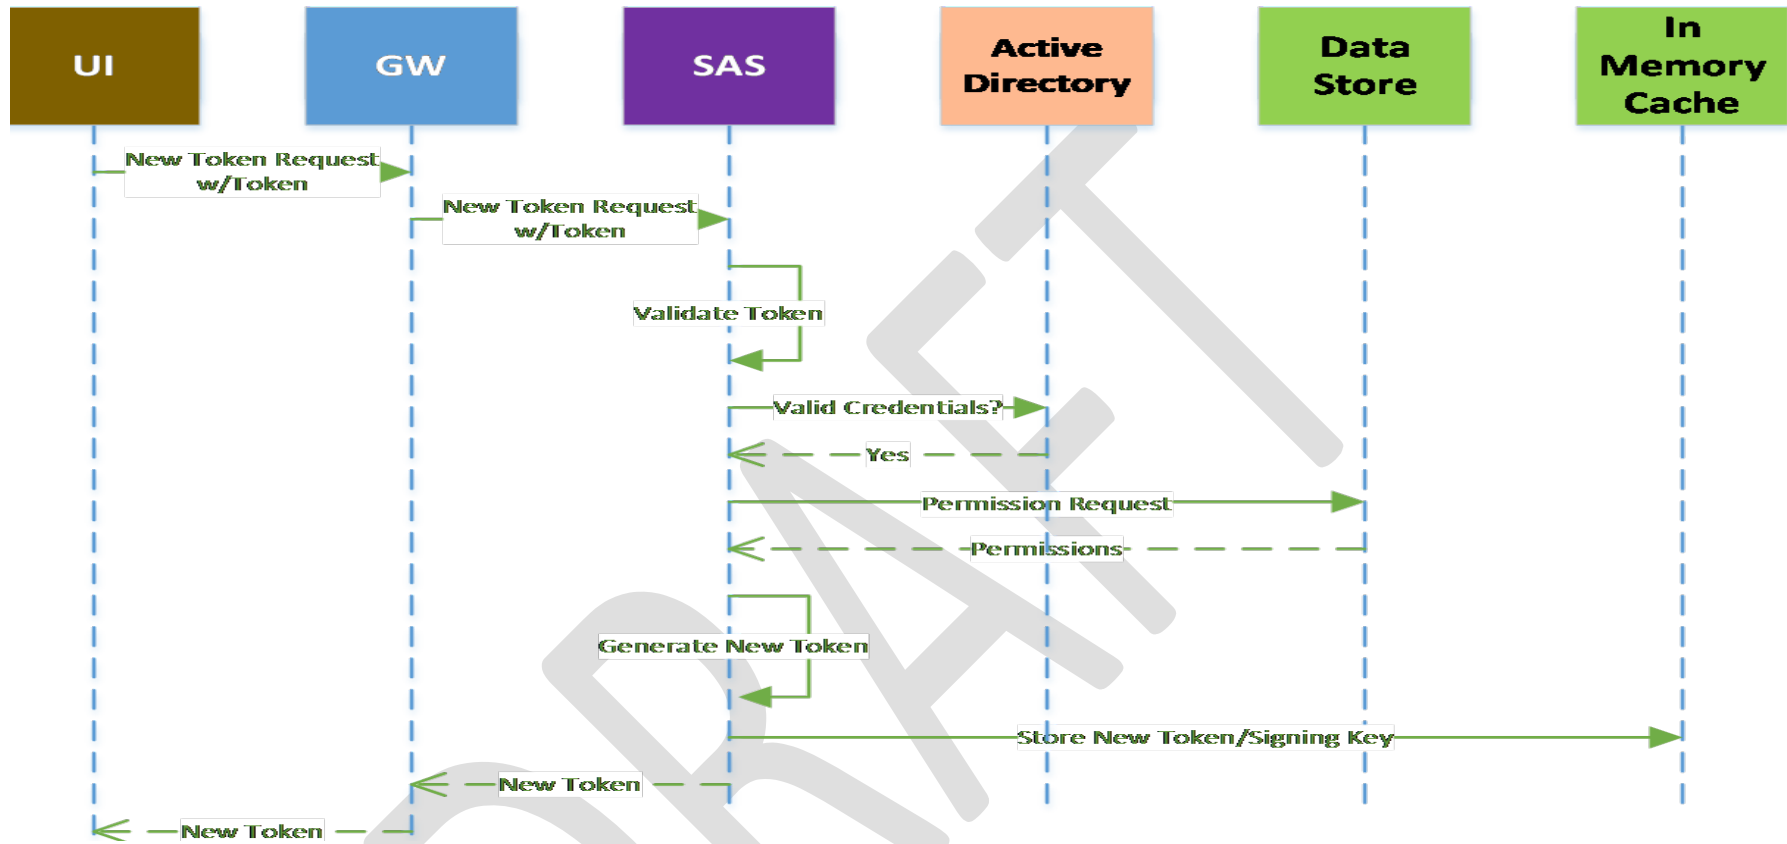 UI
GW
SAS
Active
Directory
Data
Store
In
Memory
Cache
New Token Request
w/Token
New Token Request
w/Token
Validate Token
Valid Credentials?
Yes
Permission Request
Permissions
Generate New Token
Store New Token/Signing Key
New Token
New Token
DRAFT